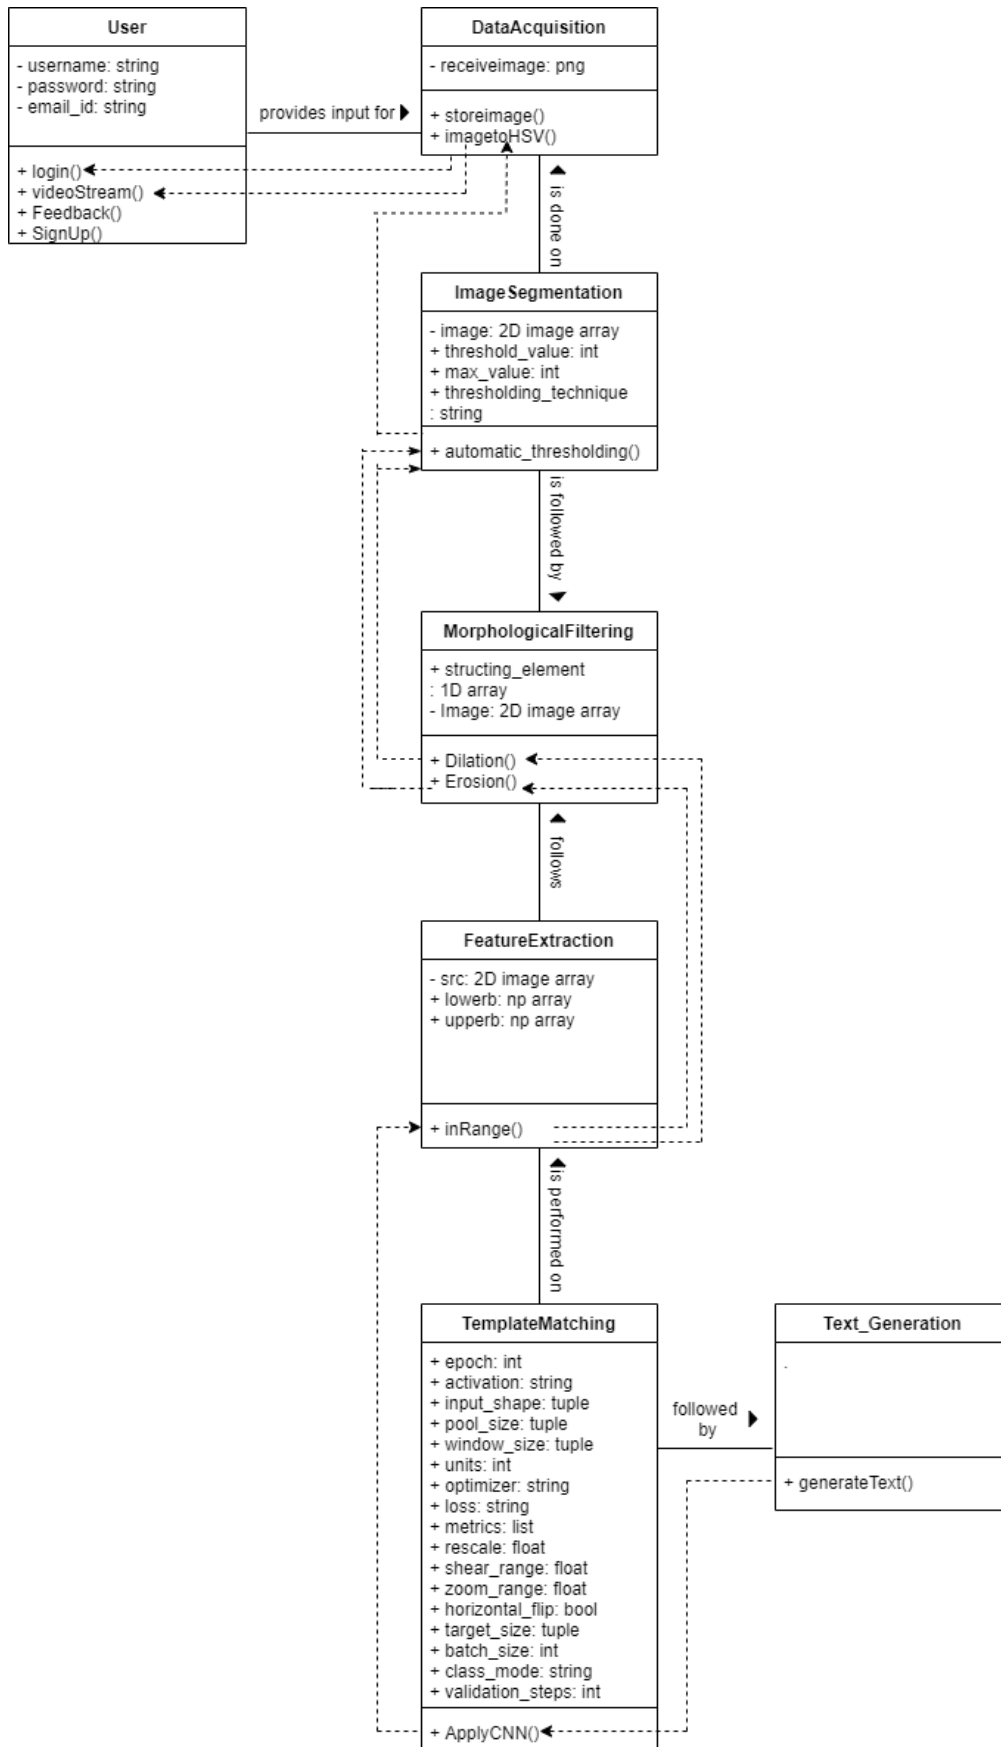 User
- username: string
- password: string
- email_id: string
+ login()
+ videoStream()
+ Feedback()
+ SignUp()
provides input for
DataAcquisition
- receiveimage: png
+ storeimage()
+ imagetoHSV()
is done on
ImageSegmentation
- image: 2D image array
+ threshold_value: int
+ max_value: int
+ thresholding_technique
: string
+ automatic_thresholding()
is followed by
MorphologicalFiltering
+ structing_element
: 1D array
- Image: 2D image array
+ Dilation()
+ Erosion()
follows
FeatureExtraction
- src: 2D image array
+ lowerb: np array
+ upperb: np array
+ inRange()
is performed on
TemplateMatching
+ epoch: int
+ activation: string
+ input_shape: tuple
+ pool_size: tuple
+ window_size: tuple
+ units: int
+ optimizer: string
+ loss: string
+ metrics: list
+ rescale: float
+ shear_range: float
+ zoom_range: float
+ horizontal_flip: bool
+ target_size: tuple
+ batch_size: int
+ class_mode: string
+ validation_steps: int
+ ApplyCNN()
followed
by
Text_Generation
.
+ generateText()